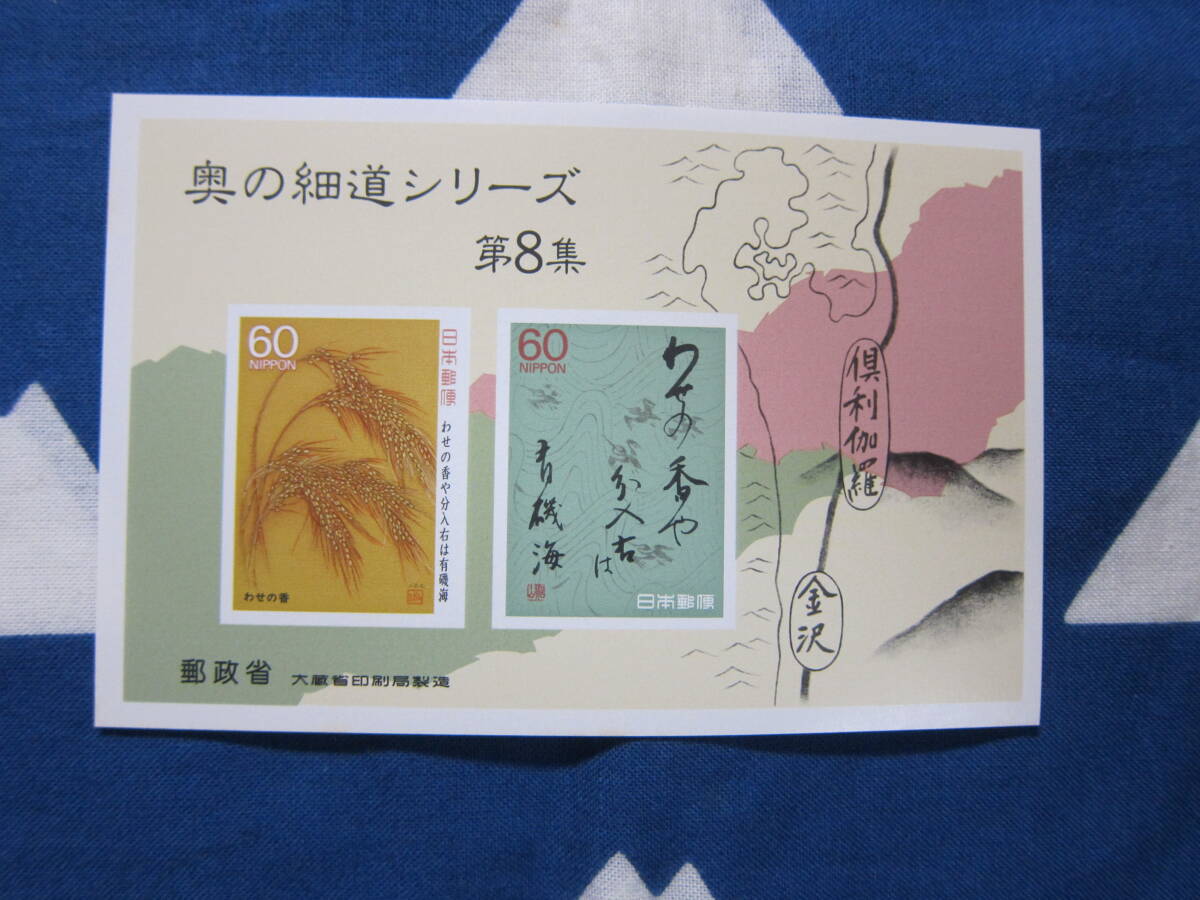 奥の細道シリーズ
第8集
60
NIPPON
日本郵便
わせの香や分入右は有磯海
わせの香
60
NIPPON
わせの香や
分入右は
有磯海
日本郵便
倶利伽羅
金沢
郵政省 大蔵省印刷局製造